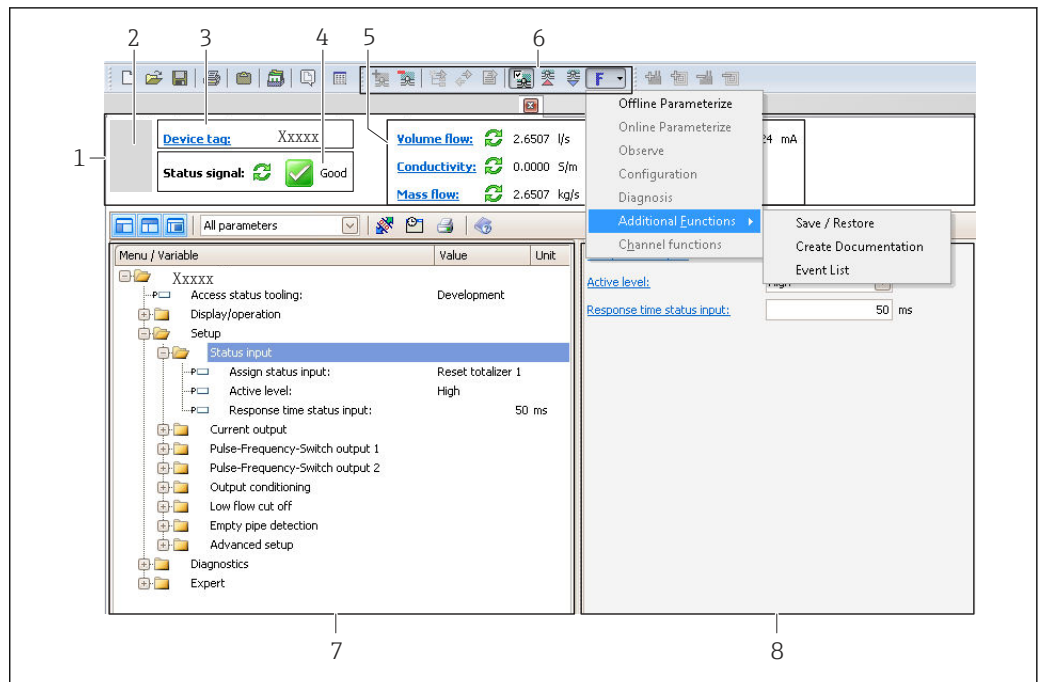 2 3 4 5 6
F
Offline Parameterize
Online Parameterize
Observe
Configuration
Diagnosis
Additional Functions
Channel functions
Save / Restore
Create Documentation
Event List
1
Device tag: Xxxxx
Status signal: Good
Volume flow: 2.6507 l/s
Conductivity: 0.0000 S/m
Mass flow: 2.6507 kg/s
24 mA
All parameters
Menu / Variable Value Unit
Xxxxx
Access status tooling: Development
Display/operation
Setup
Status input
Assign status input: Reset totalizer 1
Active level: High
Response time status input: 50 ms
Current output
Pulse-Frequency-Switch output 1
Pulse-Frequency-Switch output 2
Output conditioning
Low flow cut off
Empty pipe detection
Advanced setup
Diagnostics
Expert
Active level: High
Response time status input: 50 ms
7 8